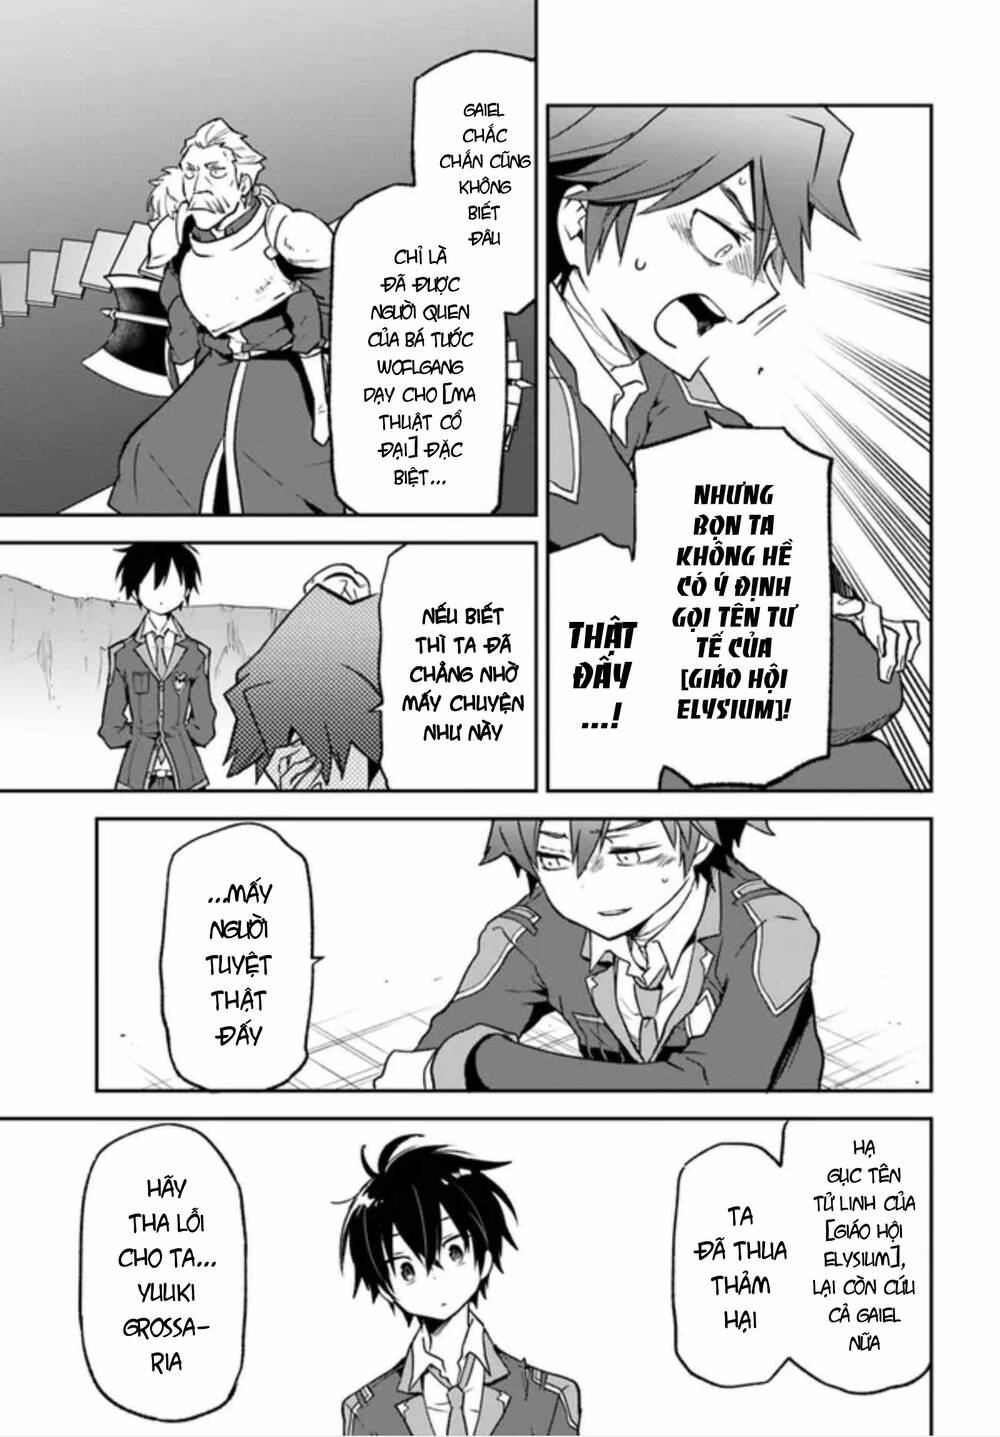 NHƯNG
BỌN TA
KHÔNG HỀ
CÓ Ý ĐỊNH
GỌI TÊN TƯ
TẾ CỦA
[GIÁO HỘI
ELYSIUM]!
THẬT
ĐẤY
...!
GAIEL
CHẮC
CHẮN CŨNG
KHÔNG
BIẾT
ĐÂU
CHỈ LÀ
ĐÃ ĐƯỢC
NGƯỜI QUEN
CỦA BÁ TƯỚC
WOFLGANG
DẠY CHO [MA
THUẬT CỔ
ĐẠI] ĐẶC
BIỆT...
NẾU BIẾT
THÌ TA ĐÃ
CHẲNG NHỜ
MẤY CHUYỆN
NHƯ NÀY
...MẤY
NGƯỜI
TUYỆT
THẬT
ĐẤY
HẠ
GỤC TÊN
TỬ LINH CỦA
[GIÁO HỘI
ELYSIUM],
LẠI CÒN CỨU
CẢ GAIEL
NỮA
TA
ĐÃ THUA
THẢM
HẠI
HÃY
THA LỖI
CHO TA...
YUUKI
GROSSA-
RIA